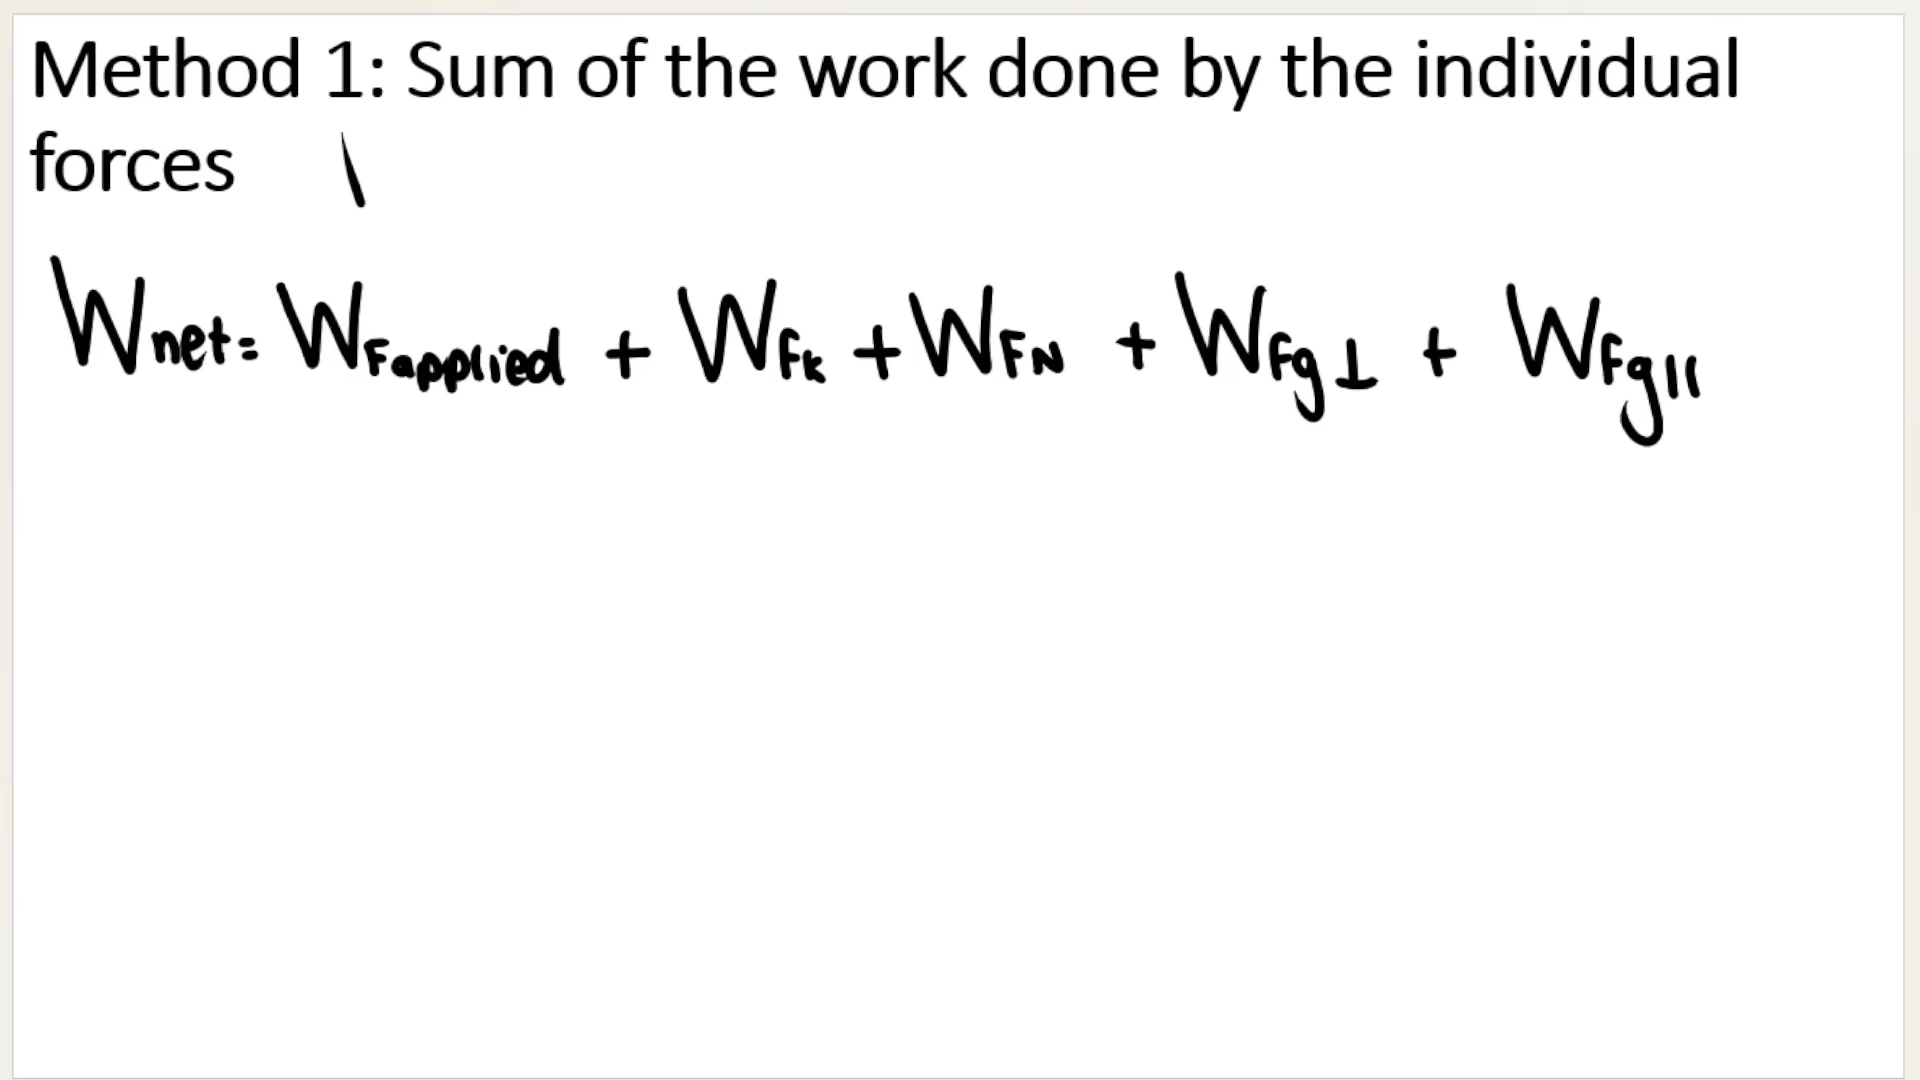 Method 1: Sum of the work done by the individual
forces
Wnet = WFapplied + WFk + WFN + WFg⊥ + WFg||